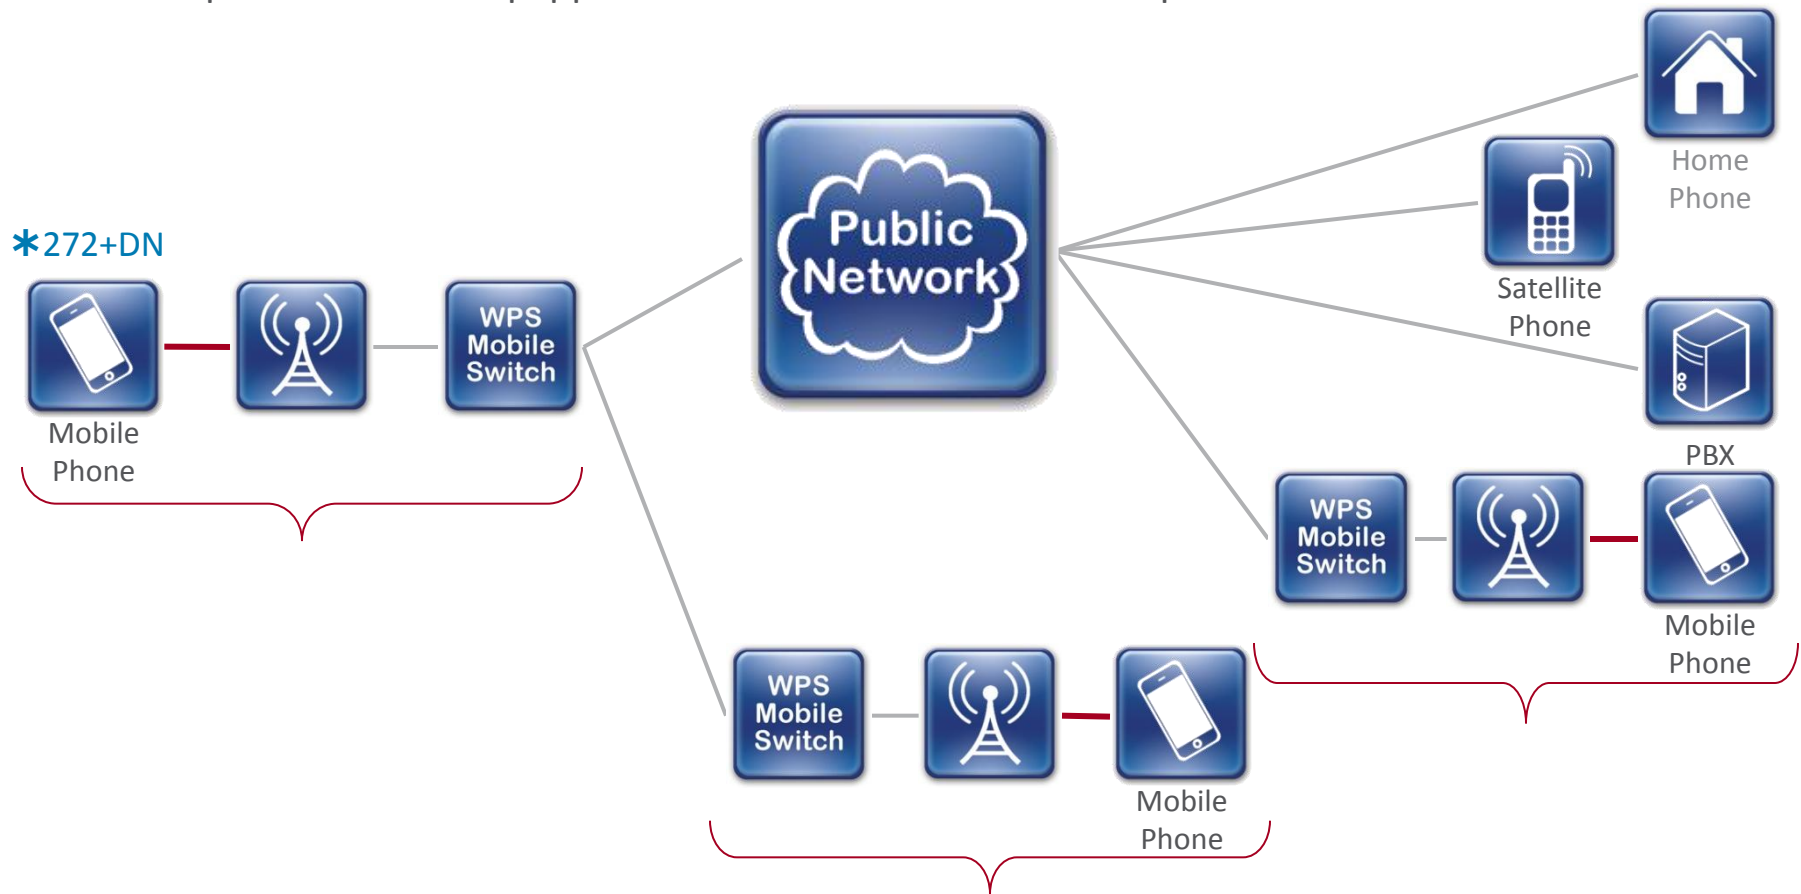 Home
Phone
Public
Network
Satellite
Phone
✱272+DN
WPS
Mobile
Switch
Mobile
Phone
PBX
WPS
Mobile
Switch
Mobile
Phone
WPS
Mobile
Switch
Mobile
Phone